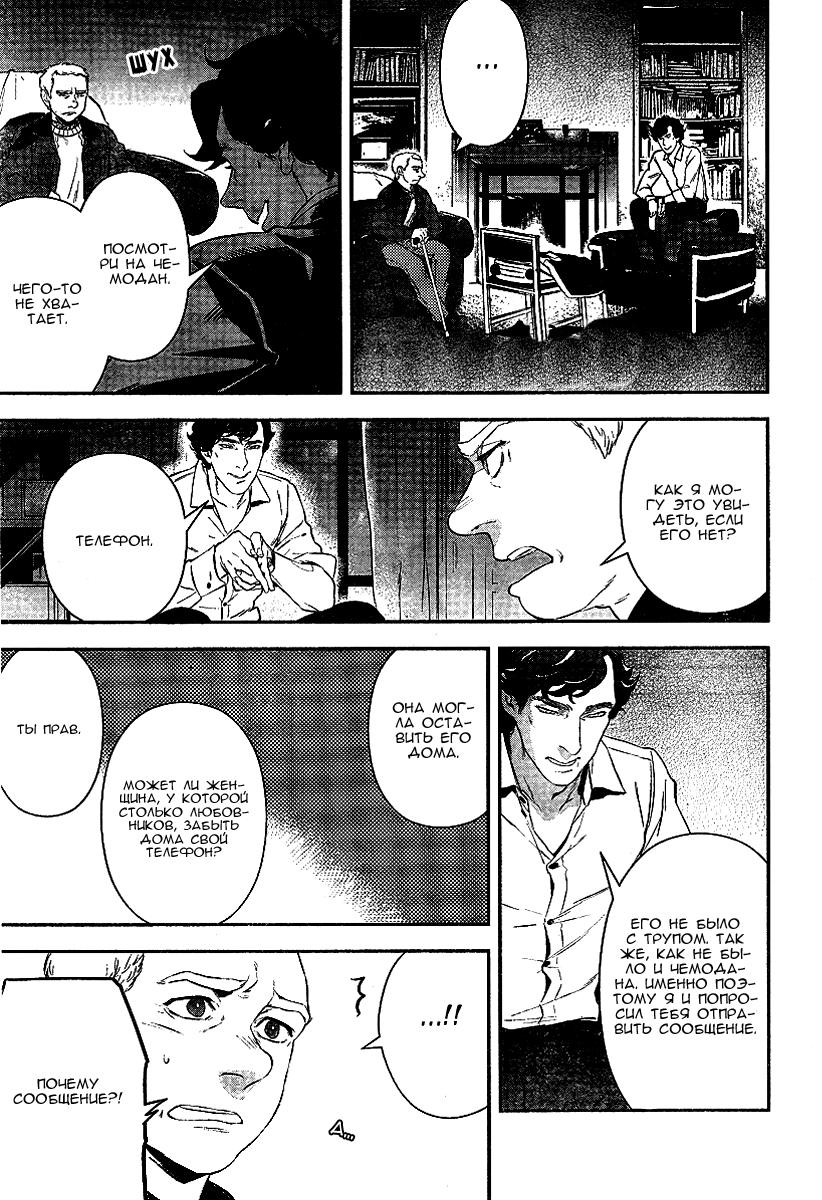 ...
ШУХ
ПОСМОТ-
РИ НА ЧЕ-
МОДАН.
ЧЕГО-ТО
НЕ ХВА-
ТАЕТ.
КАК Я МО-
ГУ ЭТО УВИ-
ДЕТЬ, ЕСЛИ
ЕГО НЕТ?
ТЕЛЕФОН.
ЕГО НЕ БЫЛО
С ТРУПОМ. ТАК
ЖЕ, КАК НЕ БЫ-
ЛО И ЧЕМОДА-
НА. ИМЕННО ПОЭ-
ТОМУ Я И ПОПРО-
СИЛ ТЕБЯ ОТПРА-
ВИТЬ СООБЩЕНИЕ.
ОНА МОГ-
ЛА ОСТА-
ВИТЬ ЕГО
ДОМА.
МОЖЕТ ЛИ ЖЕН-
ЩИНА, У КОТОРОЙ
СТОЛЬКО ЛЮБОВ-
НИКОВ, ЗАБЫТЬ
ДОМА СВОЙ
ТЕЛЕФОН?
ТЫ ПРАВ.
...!!
А...
ПОЧЕМУ
СООБЩЕНИЕ?!